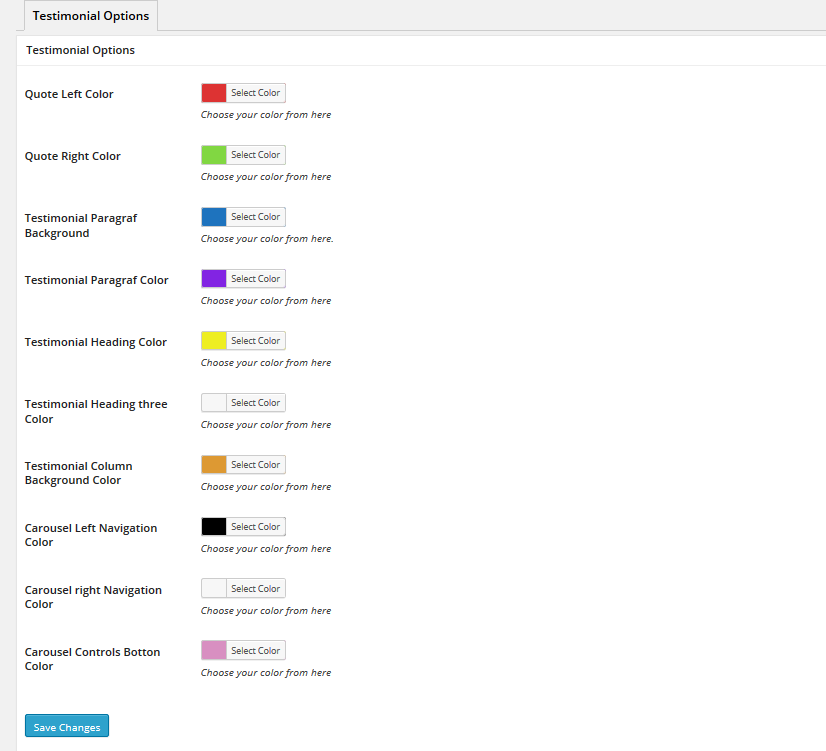 Testimonial Options
Testimonial Options
Quote Left Color
Select Color
Choose your color from here
Quote Right Color
Select Color
Choose your color from here
Testimonial Paragraf
Background
Select Color
Choose your color from here.
Testimonial Paragraf Color
Select Color
Choose your color from here
Testimonial Heading Color
Select Color
Choose your color from here
Testimonial Heading three
Color
Select Color
Choose your color from here
Testimonial Column
Background Color
Select Color
Choose your color from here
Carousel Left Navigation
Color
Select Color
Choose your color from here
Carousel right Navigation
Color
Select Color
Choose your color from here
Carousel Controls Botton
Color
Select Color
Choose your color from here
Save Changes